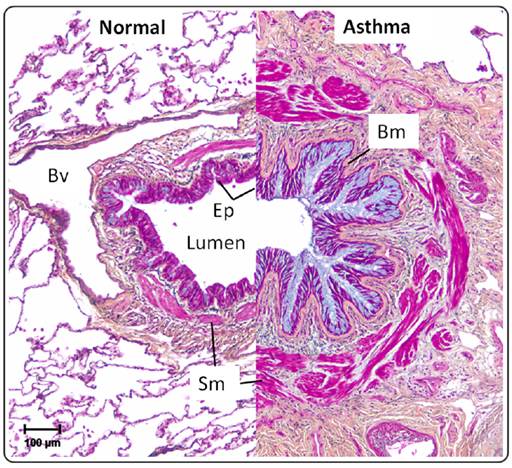 Normal
Asthma
Bm
Bv
Ep
Lumen
Sm
100 µm